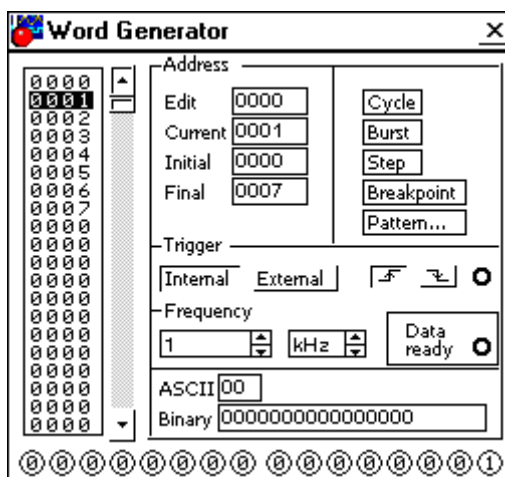 Word Generator
0000
0001
0002
0003
0004
0005
0006
0007
0000
0000
0000
0000
0000
0000
0000
0000
0000
0000
0000
0000
Address
Edit 0000
Current 0001
Initial 0000
Final 0007
Cycle
Burst
Step
Breakpoint
Pattern...
Trigger
Internal External
Frequency
1 kHz
Data ready
ASCII 00
Binary 0000000000000000
0 0 0 0 0 0 0 0 0 0 0 0 0 0 0 1